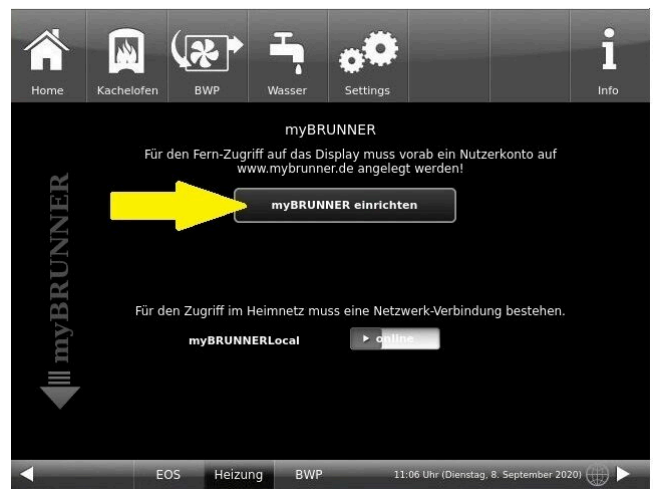 Home Kachelofen BWP Wasser Settings Info
myBRUNNER
Für den Fern-Zugriff auf das Display muss vorab ein Nutzerkonto auf
www.mybrunner.de angelegt werden!
myBRUNNER einrichten
myBRUNNER
Für den Zugriff im Heimnetz muss eine Netzwerk-Verbindung bestehen.
myBRUNNERLocal online
EOS Heizung BWP 11:06 Uhr (Dienstag, 8. September 2020)